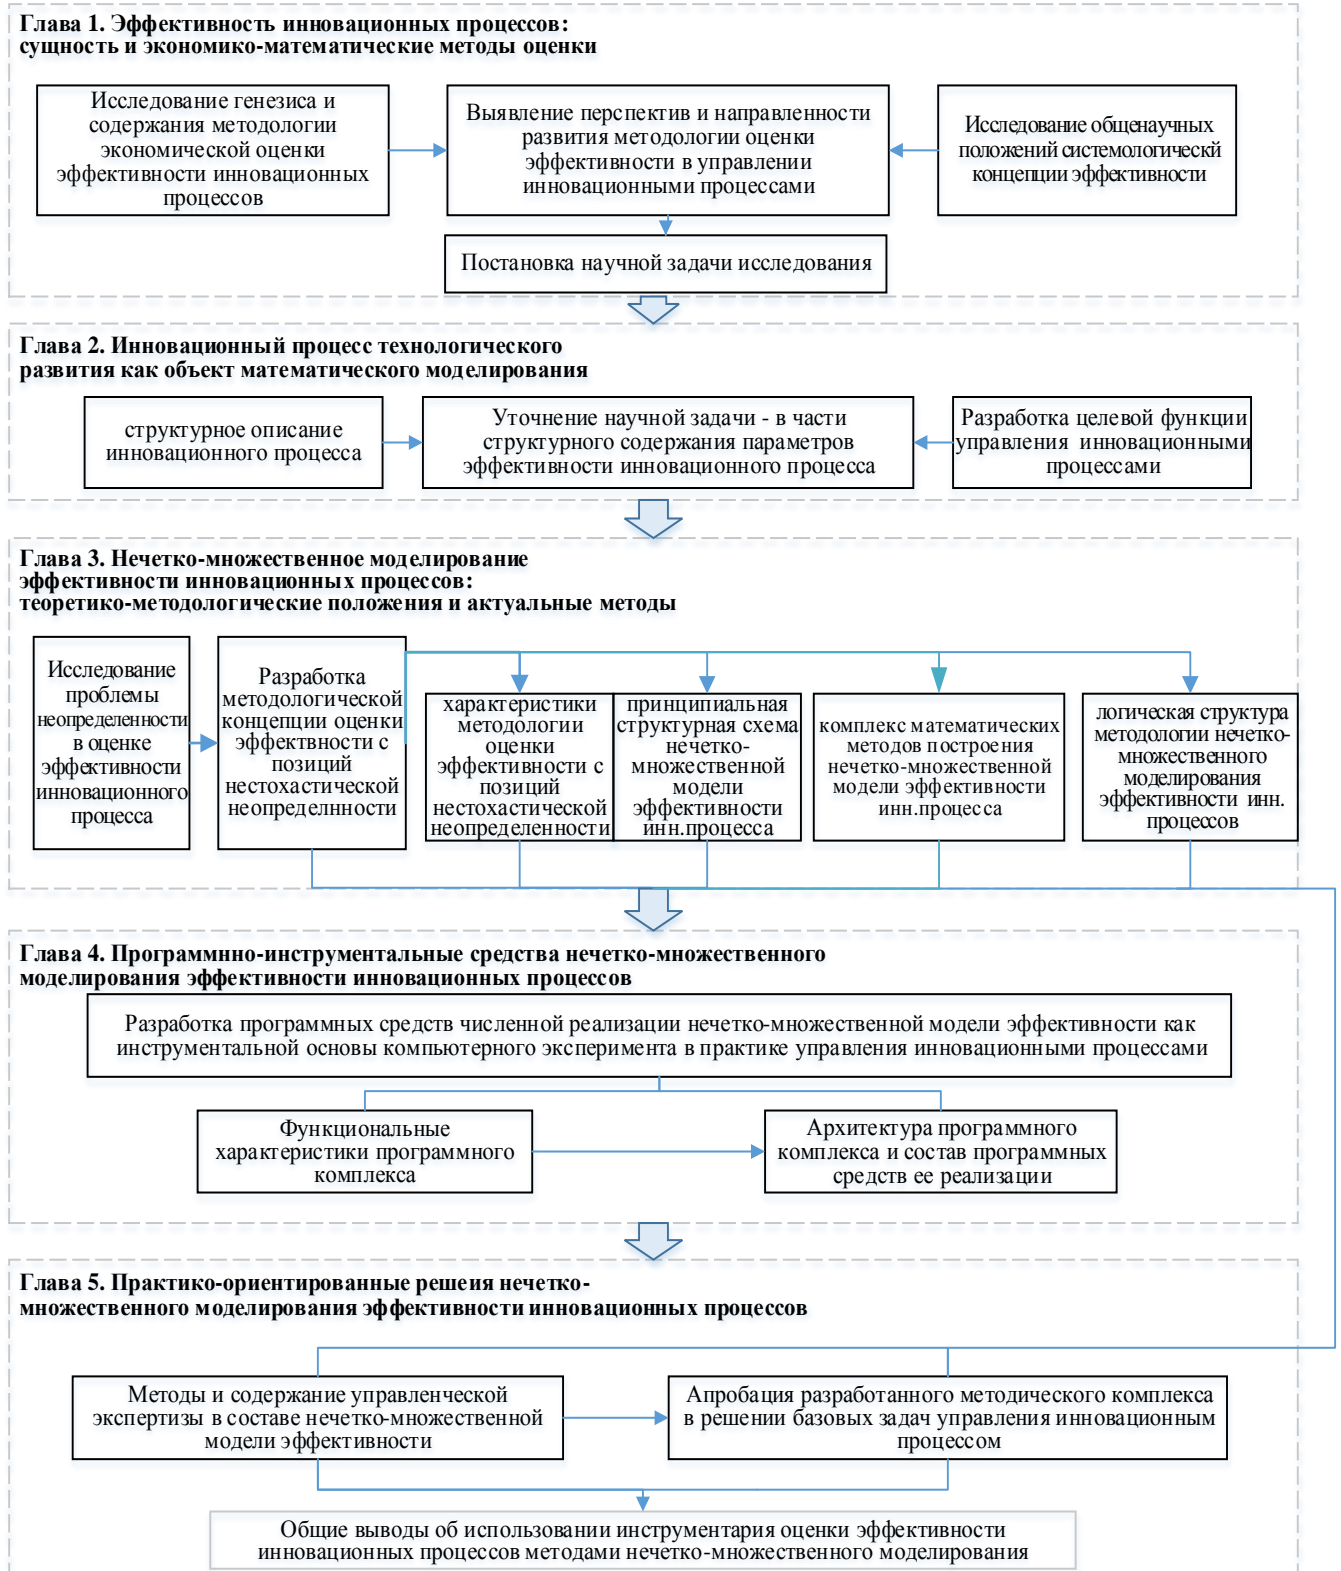 Глава 1. Эффективность инновационных процессов:
сущность и экономико-математические методы оценки
Исследование генезиса и
содержания методологии
экономической оценки
эффективности инновационных
процессов
Выявление перспектив и направленности
развития методологии оценки
эффективности в управлении
инновационными процессами
Исследование общенаучных
положений системологическй
концепции эффективности
Постановка научной задачи исследования
Глава 2. Инновационный процесс технологического
развития как объект математического моделирования
структурное описание
инновационного процесса
Уточнение научной задачи - в части
структурного содержания параметров
эффективности инновационного процесса
Разработка целевой функции
управления инновационными
процессами
Глава 3. Нечетко-множественное моделирование
эффективности инновационных процессов:
теоретико-методологические положения и актуальные методы
Исследование
проблемы
неопределенности
в оценке
эффективности
инновационного
процесса
Разработка
методологической
концепции оценки
эффектвности с
позиций
нестохастической
неопределнности
характеристики
методологии
оценки
эффективности с
позиций
нестохастической
неопределенности
принципиальная
структурная схема
нечетко-
множественной
модели
эффективности
инн.процесса
комплекс математических
методов построения
нечетко-множественной
модели эффективности
инн.процесса
логическая структура
методологии нечетко-
множественного
моделирования
эффективности инн.
процессов
Глава 4. Программнно-инструментальные средства нечетко-множественного
моделирования эффективности инновационных процессов
Разработка программных средств численной реализации нечетко-множественной модели эффективности как
инструментальной основы компьютерного эксперимента в практике управления инновационными процессами
Функциональные
характеристики программного
комплекса
Архитектура программного
комплекса и состав программных
средств ее реализации
Глава 5. Практико-ориентированные решеия нечетко-
множественного моделирования эффективности инновационных процессов
Методы и содержание управленческой
экспертизы в составе нечетко-множественной
модели эффективности
Апробация разработанного методического комплекса
в решении базовых задач управления инновационным
процессом
Общие выводы об использовании инструментария оценки эффективности
инновационных процессов методами нечетко-множественного моделирования